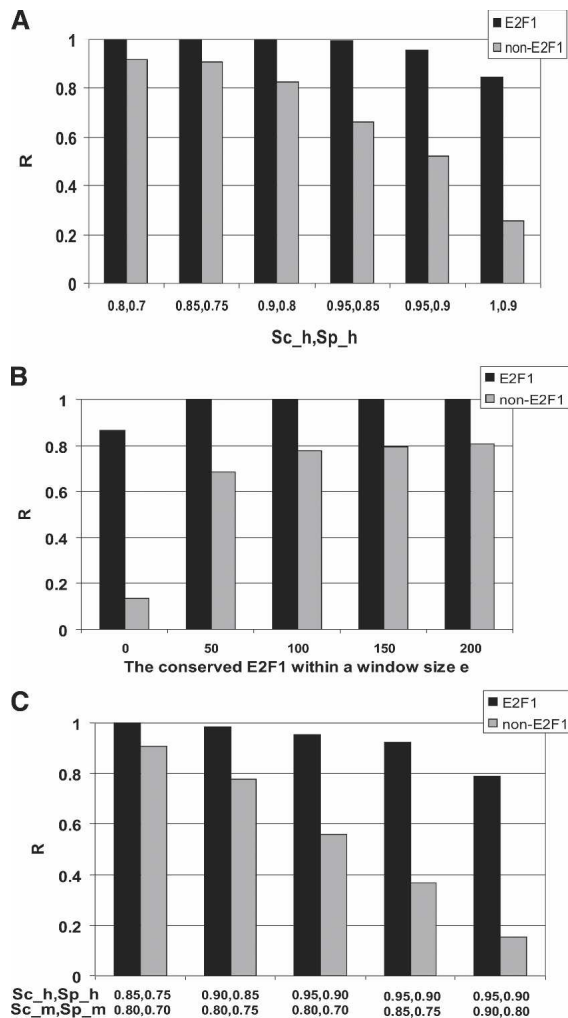 A
E2F1
non-E2F1
1
0.8
0.6
0.4
0.2
0
R
0.8,0.7 0.85,0.75 0.9,0.8 0.95,0.85 0.95,0.9 1,0.9
Sc_h,Sp_h
B
E2F1
non-E2F1
1
0.8
0.6
0.4
0.2
0
R
0 50 100 150 200
The conserved E2F1 within a window size e
C
E2F1
non-E2F1
1
0.8
0.6
0.4
0.2
0
R
Sc_h,Sp_h 0.85,0.75 0.90,0.85 0.95,0.90 0.95,0.90 0.95,0.90
Sc_m,Sp_m 0.80,0.70 0.80,0.75 0.80,0.70 0.85,0.75 0.90,0.80